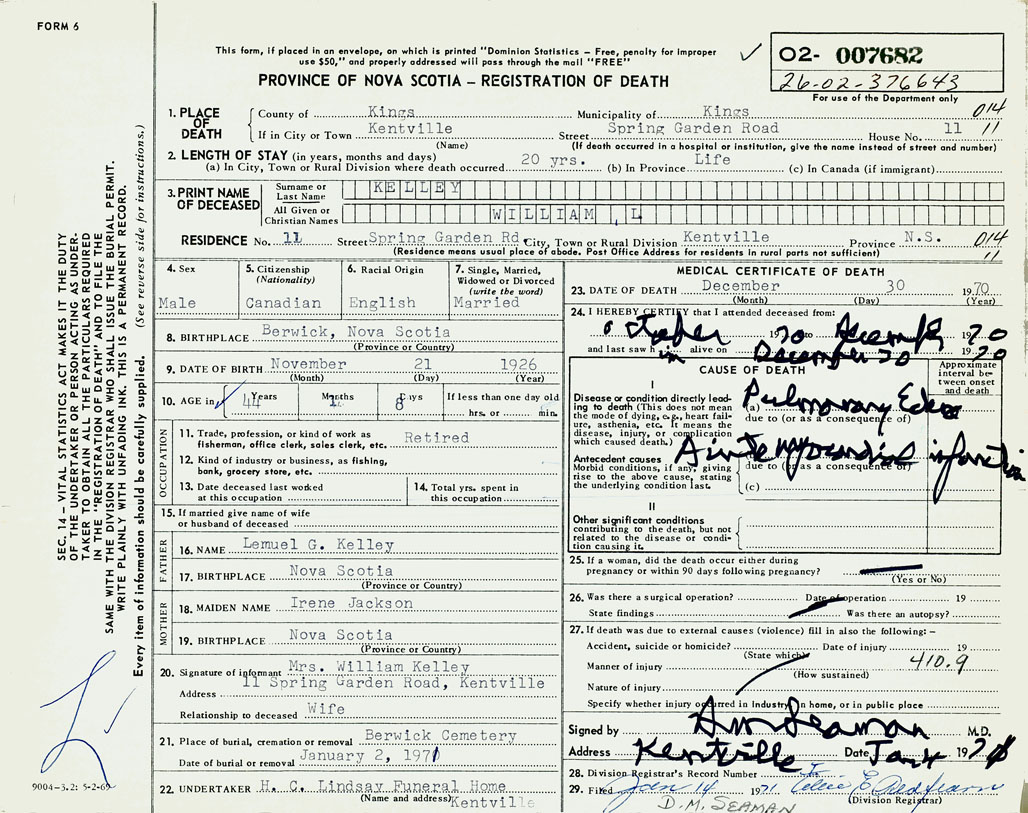 FORM 6
This form, if placed in an envelope, on which is printed "Dominion Statistics – Free, penalty for improper
use $50," and properly addressed will pass through the mail "FREE"
PROVINCE OF NOVA SCOTIA – REGISTRATION OF DEATH
02- 007682
26-02-376643
For use of the Department only
SEC. 14 – VITAL STATISTICS ACT MAKES IT THE DUTY
OF THE UNDERTAKER OR PERSON ACTING AS UNDER-
TAKER TO OBTAIN ALL THE PARTICULARS REQUIRED
IN THE "REGISTRATION OF DEATH" AND TO FILE THE
SAME WITH THE DIVISION REGISTRAR WHO SHALL ISSUE THE BURIAL PERMIT.
WRITE PLAINLY WITH UNFADING INK. THIS IS A PERMANENT RECORD.
Every item of information should be carefully supplied. (See reverse side for instructions.)
1. PLACE OF DEATH
County of Kings Municipality of Kings 014
If in City or Town Kentville Street Spring Garden Road House No. 11 11
(Name) (If death occurred in a hospital or institution, give the name instead of street and number)
2. LENGTH OF STAY (in years, months and days)
(a) In City, Town or Rural Division where death occurred 20 yrs. (b) In Province Life (c) In Canada (if immigrant)
3. PRINT NAME OF DECEASED
Surname or Last Name KELLEY
All Given or Christian Names WILLIAM , L
RESIDENCE No. 11 Street Spring Garden Rd City, Town or Rural Division Kentville Province N.S. 014
(Residence means usual place of abode. Post Office Address for residents in rural parts not sufficient) 11
4. Sex
Male
5. Citizenship (Nationality)
Canadian
6. Racial Origin
English
7. Single, Married, Widowed or Divorced (write the word)
Married
8. BIRTHPLACE Berwick, Nova Scotia
(Province or Country)
9. DATE OF BIRTH November 21 1926
(Month) (Day) (Year)
10. AGE in Years 44 Months 1 Days 8 If less than one day old
hrs. or min.
OCCUPATION
11. Trade, profession, or kind of work as
fisherman, office clerk, sales clerk, etc. Retired
12. Kind of industry or business, as fishing,
bank, grocery store, etc.
13. Date deceased last worked
at this occupation
14. Total yrs. spent in
this occupation
15. If married give name of wife
or husband of deceased
FATHER
16. NAME Lemuel G. Kelley
17. BIRTHPLACE Nova Scotia
(Province or Country)
MOTHER
18. MAIDEN NAME Irene Jackson
19. BIRTHPLACE Nova Scotia
(Province or Country)
20. Signature of informant Mrs. William Kelley
Address 11 Spring Garden Road, Kentville
Relationship to deceased Wife
21. Place of burial, cremation or removal Berwick Cemetery
Date of burial or removal January 2, 1971
22. UNDERTAKER H. C. Lindsay Funeral Home
(Name and address) Kentville
9004-3.2: 5-2-69
MEDICAL CERTIFICATE OF DEATH
23. DATE OF DEATH December 30 1970
(Month) (Day) (Year)
24. I HEREBY CERTIFY that I attended deceased from:
October 1970 to December 1970
and last saw him alive on December 30 1970
CAUSE OF DEATH
Approximate interval between onset and death
I
Disease or condition directly lead-
ing to death (This does not
mean the mode of dying, e.g., heart fail-
ure, asthenia, etc. It means the
disease, injury, or complication
which caused death.)
(a) Pulmonary Edema
due to (or as a consequence of)
Antecedent causes
Morbid conditions, if any, giving
rise to the above cause, stating
the underlying condition last.
Acute myocardial infarction
due to (or as a consequence of)
(c)
II
Other significant conditions
contributing to the death, but not
related to the disease or condi-
tion causing it.
25. If a woman, did the death occur either during
pregnancy or within 90 days following pregnancy?
(Yes or No)
26. Was there a surgical operation? Date of operation 19
State findings Was there an autopsy?
27. If death was due to external causes (violence) fill in also the following: –
Accident, suicide or homicide? Date of injury 19
(State which)
Manner of injury 410.9
(How sustained)
Nature of injury
Specify whether injury occurred in Industry, in home, or in public place
Signed by D M Seaman M.D.
Address Kentville Date Jan 4 197
28. Division Registrar's Record Number
29. Filed Jan 14 1971
(Division Registrar)
D.M. SEAMAN